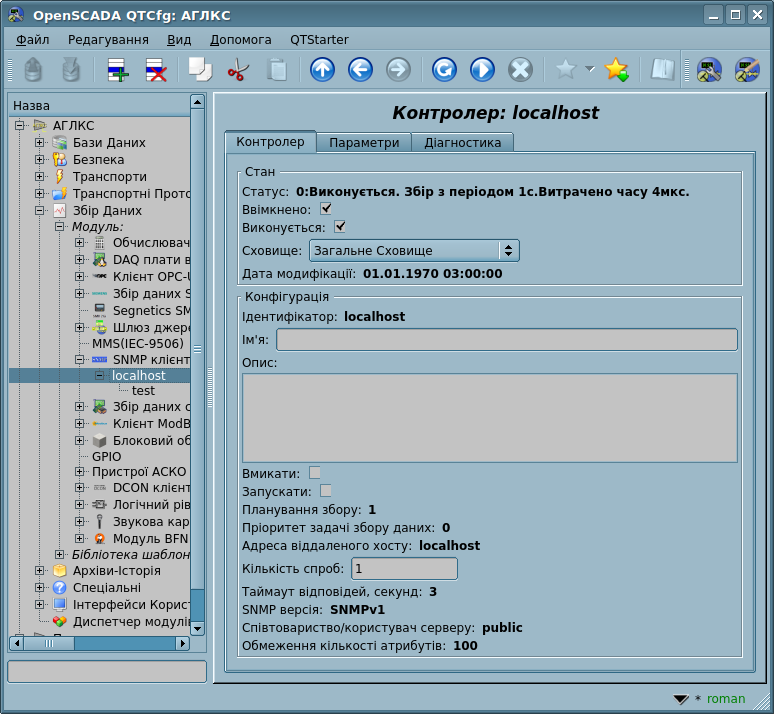 OpenSCADA QTCfg: АГЛКС
Файл Редагування Вид Допомога QTStarter
Назва
АГЛКС
Бази Даних
Безпека
Транспорти
Транспортні Прото
Збір Даних
Модуль:
Обчислювач
DAQ плати в
Клієнт OPC-U
Збір даних S
Segnetics SM
Шлюз джере
MMS(IEC-9506)
SNMP клієнт
localhost
test
Збір даних с
Клієнт ModB
Блоковий об
GPIO
Пристрої АСКО
DCON клієнт
Логічний рів
Звукова кар
Модуль BFN
Бібліотека шаблон
Архіви-Історія
Спеціальні
Інтерфейси Корист
Диспетчер модулів
Контролер: localhost
Контролер Параметри Діагностика
Стан
Статус: 0:Виконується. Збір з періодом 1с.Витрачено часу 4мкс.
Ввімкнено:
Виконується:
Сховище: Загальне Сховище
Дата модифікації: 01.01.1970 03:00:00
Конфігурація
Ідентифікатор: localhost
Ім'я:
Опис:
Вмикати:
Запускати:
Планування збору: 1
Пріоритет задачі збору даних: 0
Адреса віддаленого хосту: localhost
Кількість спроб: 1
Таймаут відповідей, секунд: 3
SNMP версія: SNMPv1
Співтовариство/користувач серверу: public
Обмеження кількості атрибутів: 100
* roman